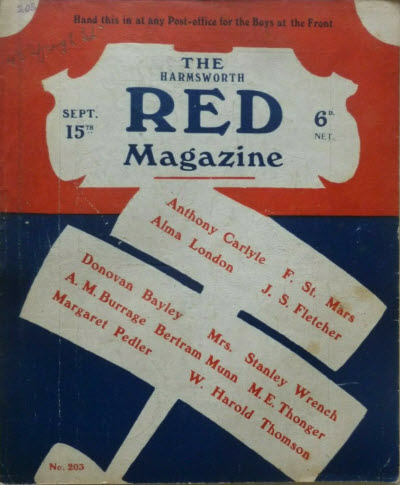 203
Hand this in at any Post-office for the Boys at the Front
THE
HARMSWORTH
RED
Magazine
SEPT.
15TH
6D.
NET.
Anthony Carlyle F. St. Mars
Alma London J. S. Fletcher
Donovan Bayley Mrs. Stanley Wrench
A. M. Burrage Bertram Munn M. E. Thonger
Margaret Pedler W. Harold Thomson
No. 203